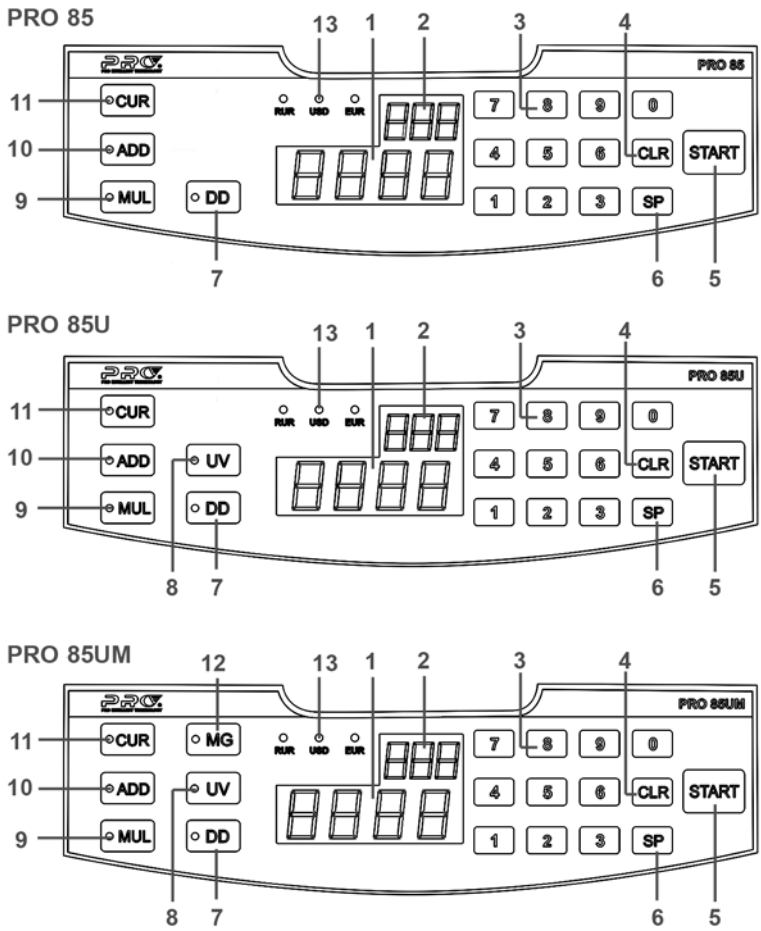 PRO 85
13 1 2 3 4
PRO PRO 85
11 CUR RUR USD EUR 7 8 9 0
10 ADD 4 5 6 CLR START
9 MUL DD 1 2 3 SP
7 6 5
PRO 85U
13 1 2 3 4
PRO PRO 85U
11 CUR RUR USD EUR 7 8 9 0
10 ADD UV 4 5 6 CLR START
9 MUL DD 1 2 3 SP
8 7 6 5
PRO 85UM
12 13 1 2 3 4
PRO PRO 85UM
11 CUR MG RUR USD EUR 7 8 9 0
10 ADD UV 4 5 6 CLR START
9 MUL DD 1 2 3 SP
8 7 6 5